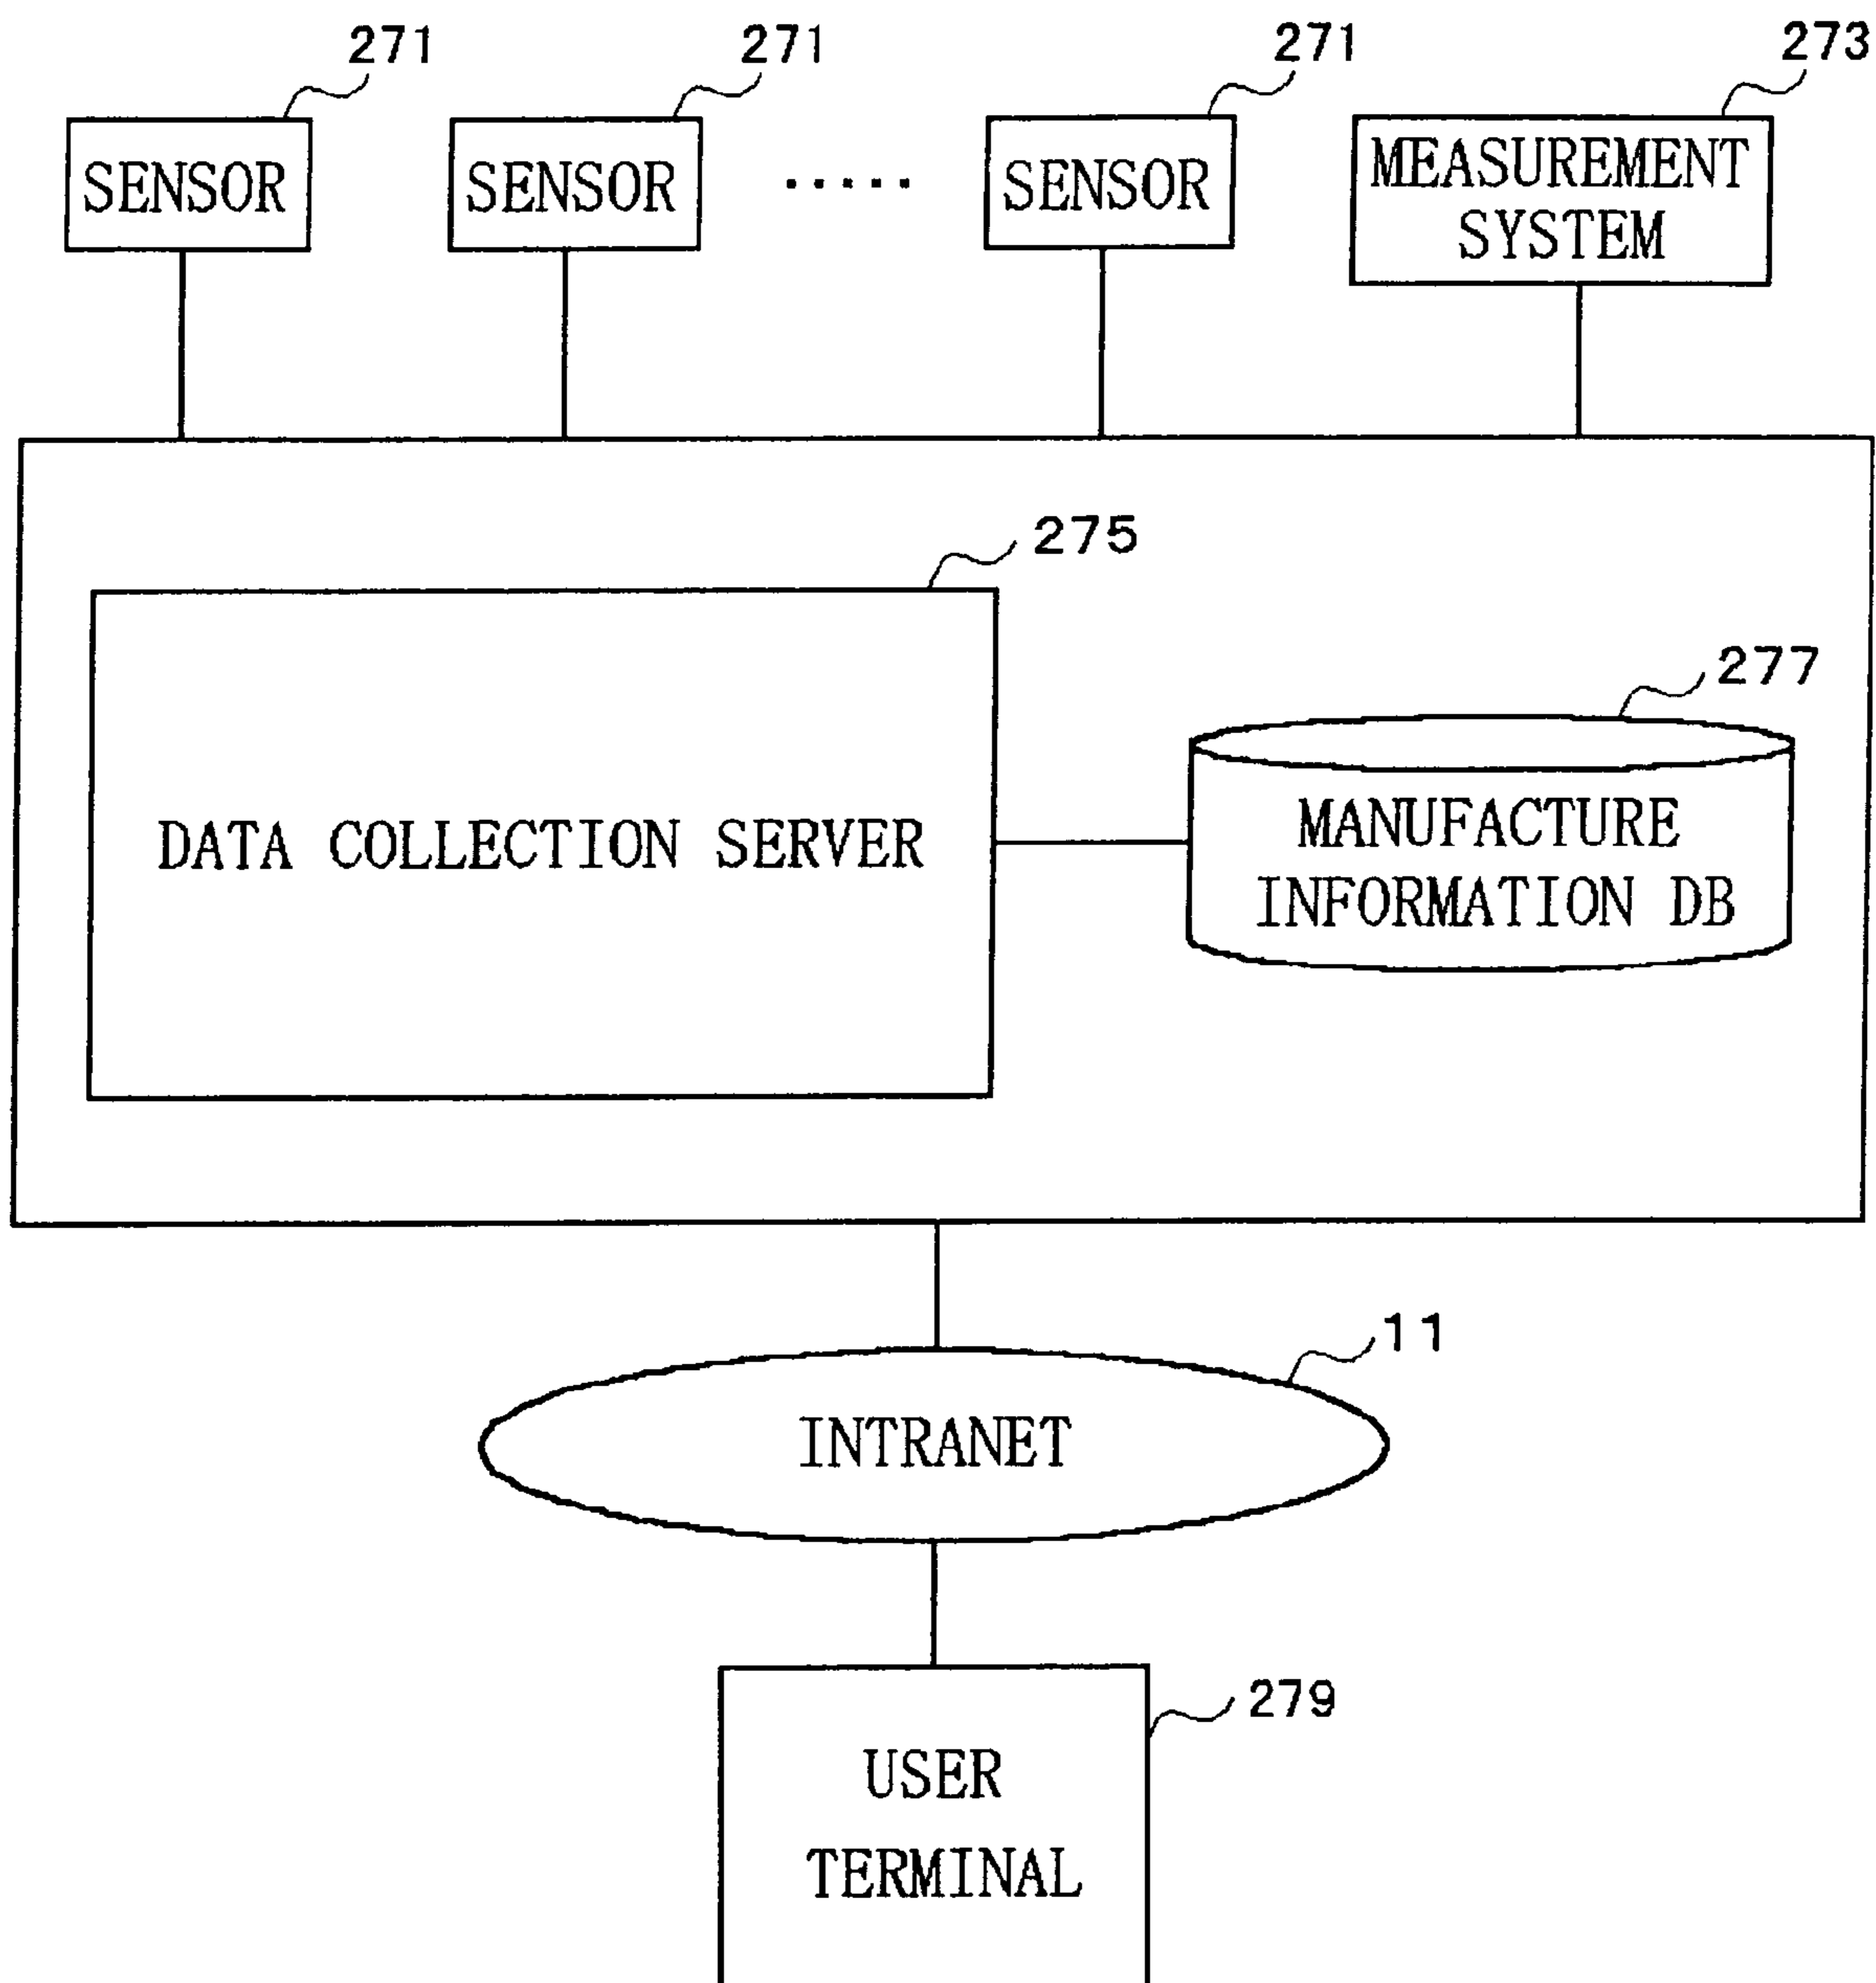 271
271
271
273
SENSOR
SENSOR
.....
SENSOR
MEASUREMENT
SYSTEM
275
277
DATA COLLECTION SERVER
MANUFACTURE
INFORMATION DB
11
INTRANET
279
USER
TERMINAL